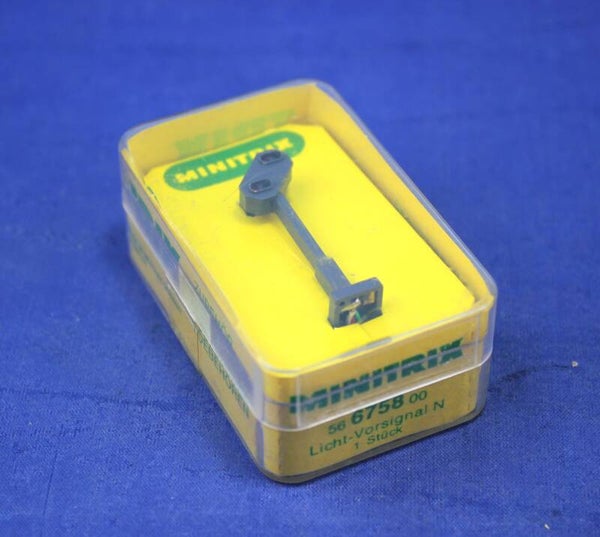 MINITRIX
MINITRIX
56 6758 00
Licht-Vorsignal N
1 Stück